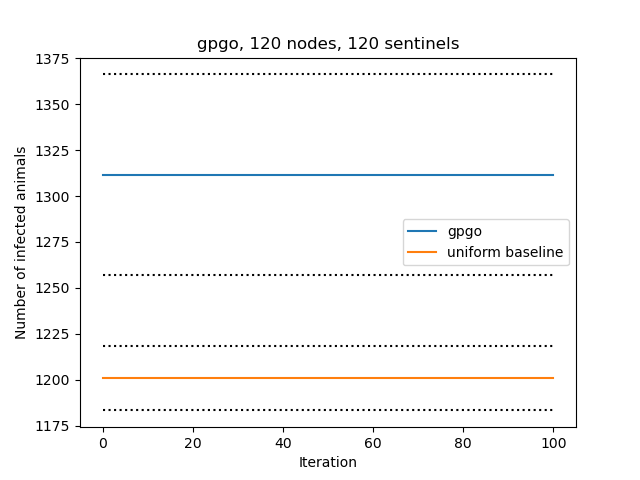 gpgo, 120 nodes, 120 sentinels
1375
1350
1325
1300
1275
1250
1225
1200
1175
Number of infected animals
gpgo
uniform baseline
0 20 40 60 80 100
Iteration